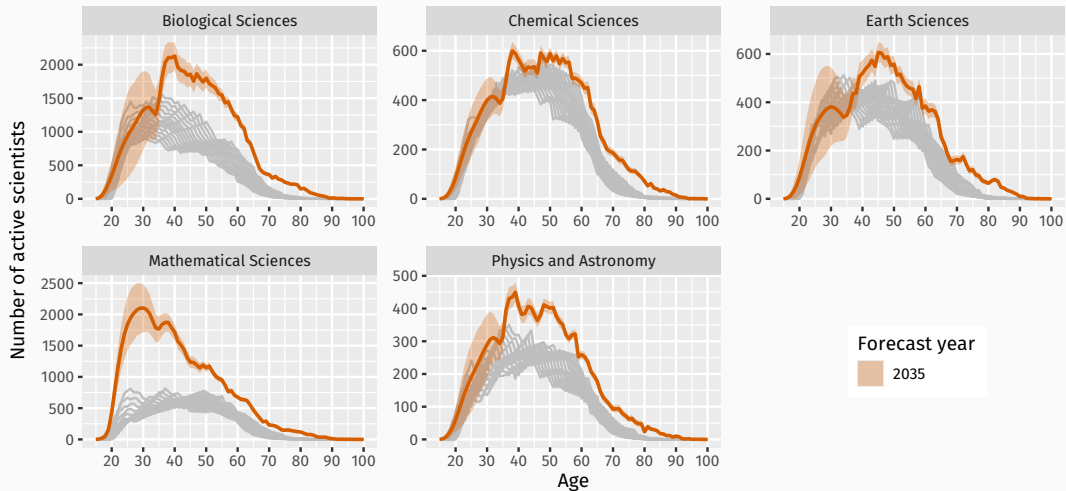 Biological Sciences
Chemical Sciences
Earth Sciences
2000
1500
1000
500
0
600
400
200
0
600
400
200
0
20 30 40 50 60 70 80 90 100
20 30 40 50 60 70 80 90 100
20 30 40 50 60 70 80 90 100
Number of active scientists
Mathematical Sciences
Physics and Astronomy
2500
2000
1500
1000
500
0
500
400
300
200
100
0
20 30 40 50 60 70 80 90 100
20 30 40 50 60 70 80 90 100
Age
Forecast year
2035